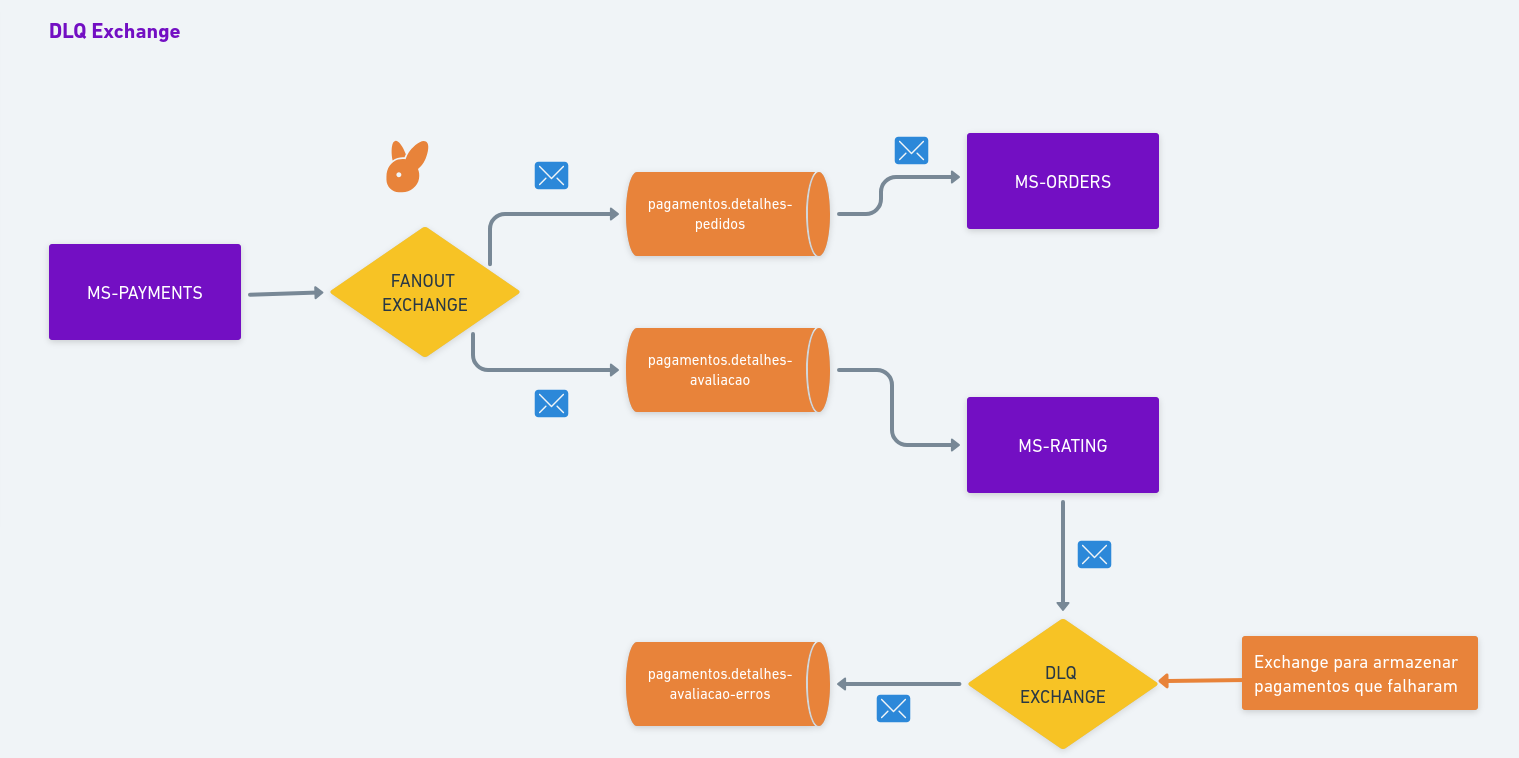 DLQ Exchange
MS-PAYMENTS
FANOUT
EXCHANGE
pagamentos.detalhes-
pedidos
MS-ORDERS
pagamentos.detalhes-
avaliacao
MS-RATING
pagamentos.detalhes-
avaliacao-erros
DLQ
EXCHANGE
Exchange para armazenar
pagamentos que falharam